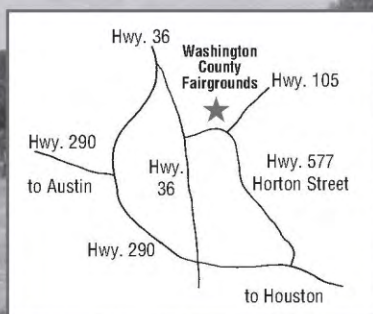 Hwy. 36
Washington
County
Fairgrounds
Hwy. 105
Hwy. 290
to Austin
Hwy.
36
Hwy. 577
Horton Street
Hwy. 290
to Houston